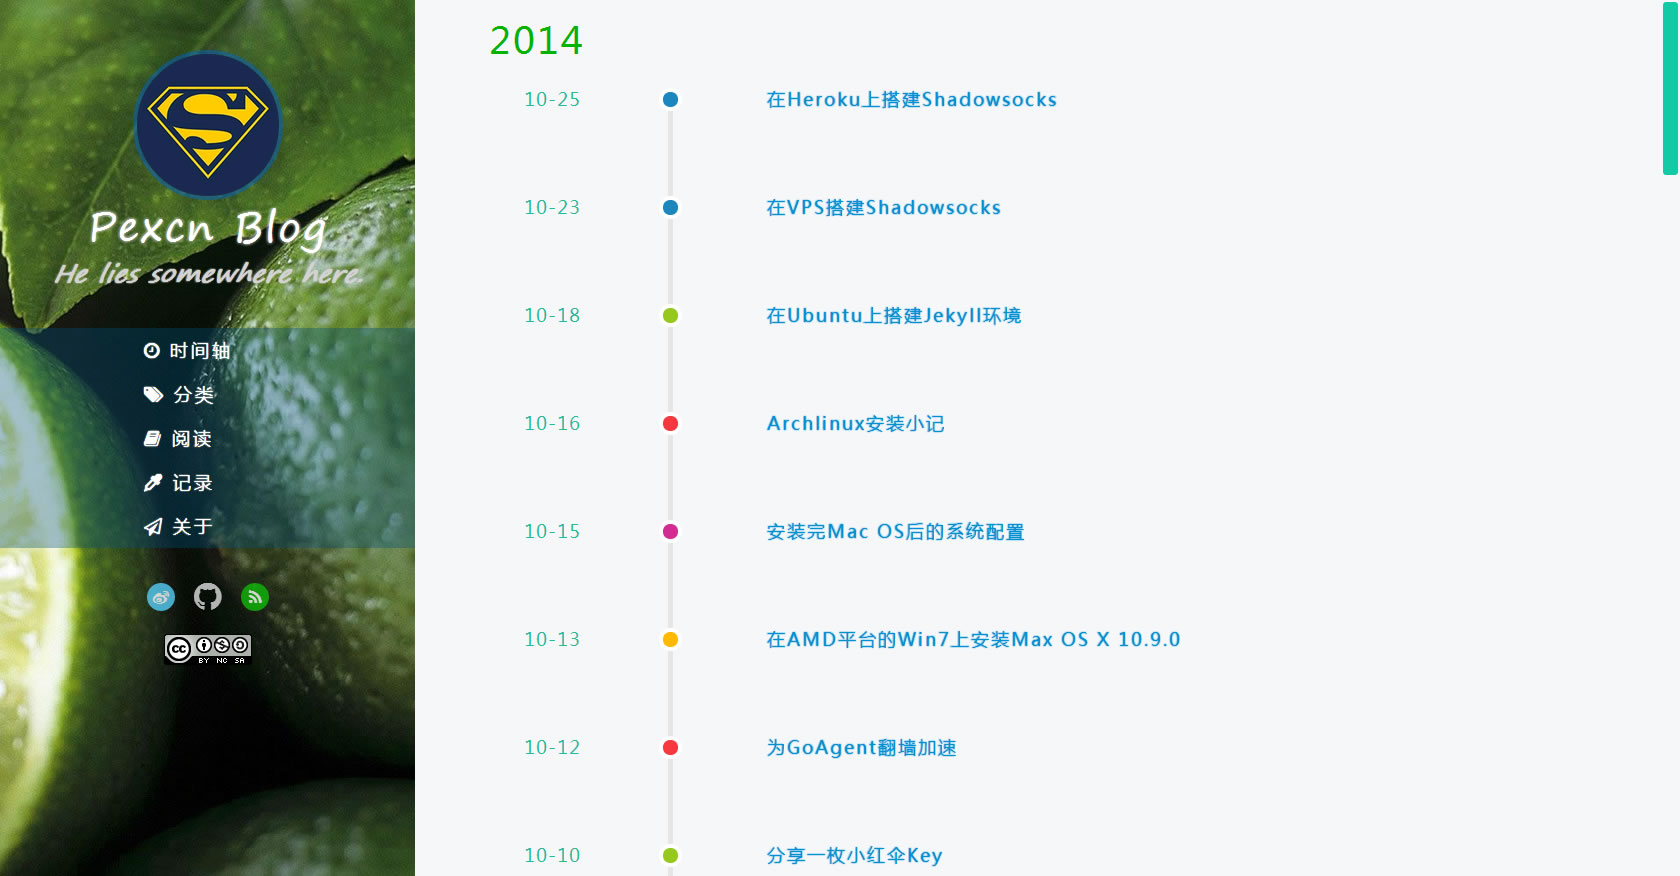 Pexcn Blog
He lies somewhere here.
时间轴
分类
阅读
记录
关于
cc
BY NC SA
2014
10-25 在Heroku上搭建Shadowsocks
10-23 在VPS搭建Shadowsocks
10-18 在Ubuntu上搭建Jekyll环境
10-16 Archlinux安装小记
10-15 安装完Mac OS后的系统配置
10-13 在AMD平台的Win7上安装Max OS X 10.9.0
10-12 为GoAgent翻墙加速
10-10 分享一枚小红伞Key